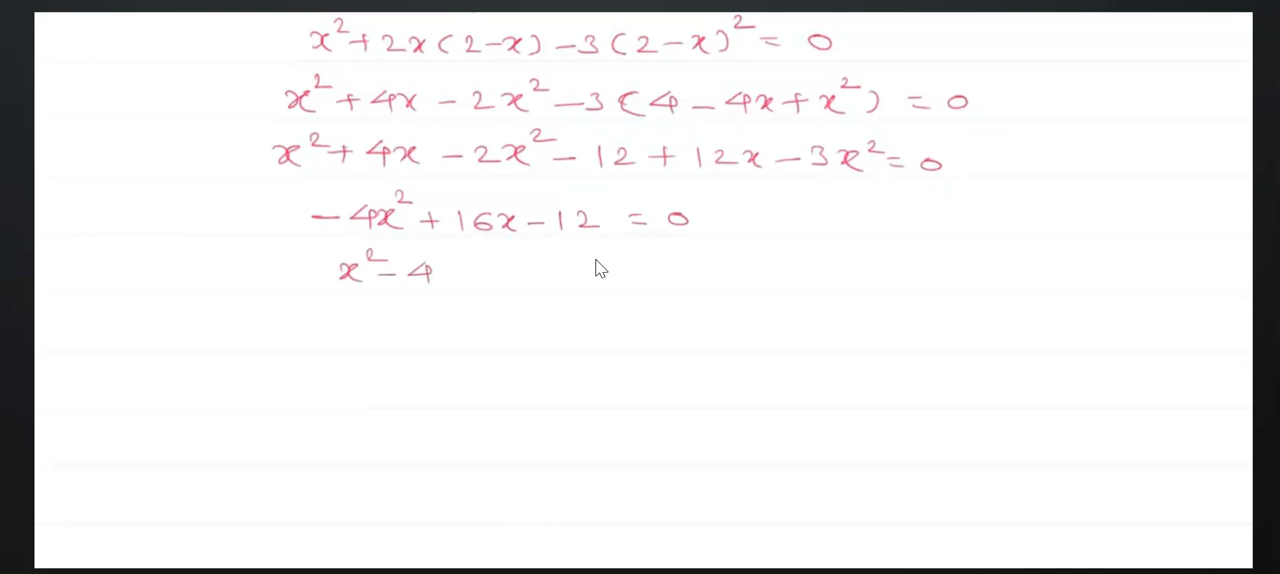 x² + 2x(2-x) - 3(2-x)² = 0
x² + 4x - 2x² - 3(4 - 4x + x²) = 0
x² + 4x - 2x² - 12 + 12x - 3x² = 0
- 4x² + 16x - 12 = 0
x² - 4